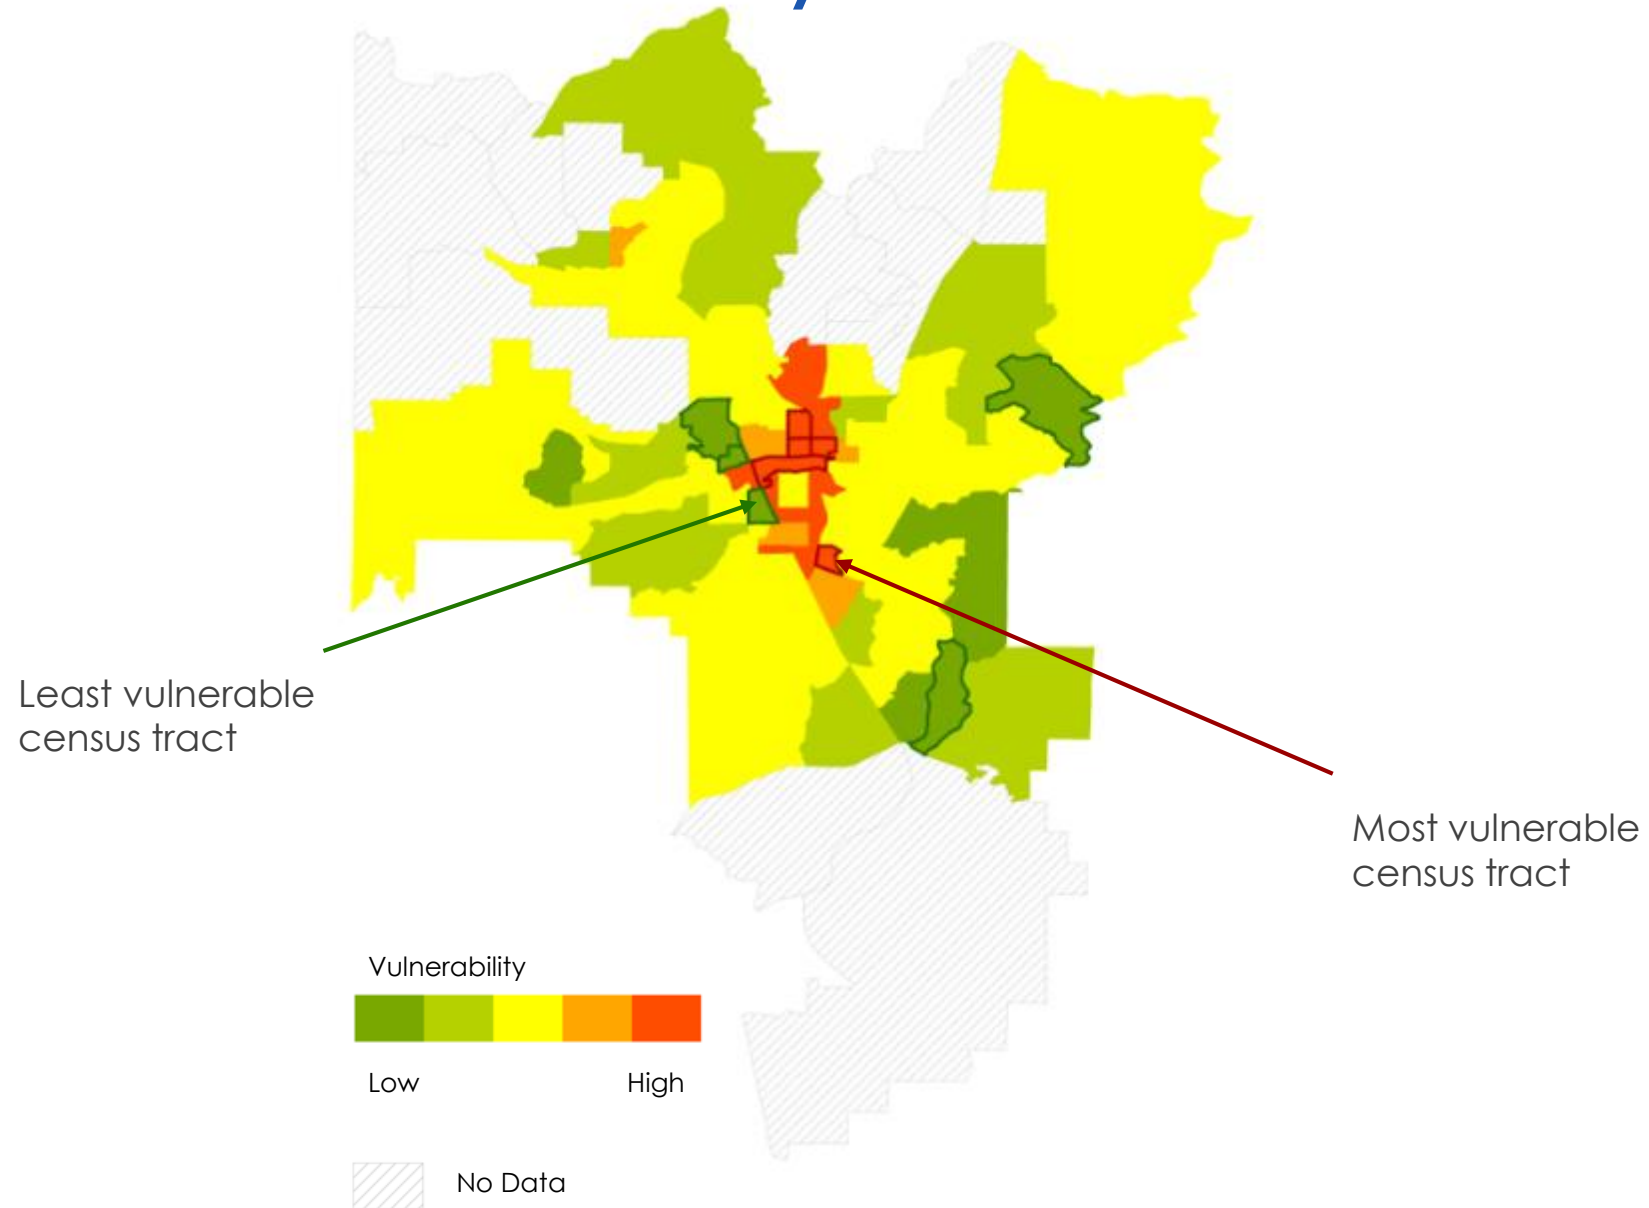 Least vulnerable
census tract
Most vulnerable
census tract
Vulnerability
Low
High
No Data